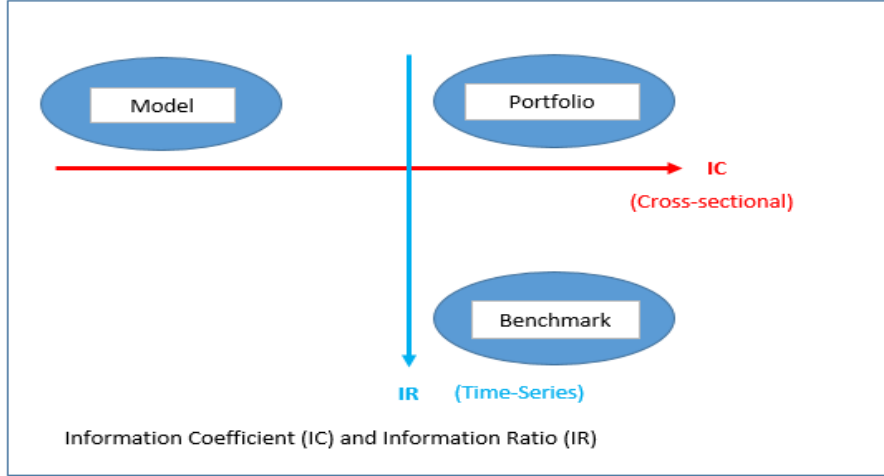 Model
Portfolio
IC
(Cross-sectional)
Benchmark
IR (Time-Series)
Information Coefficient (IC) and Information Ratio (IR)